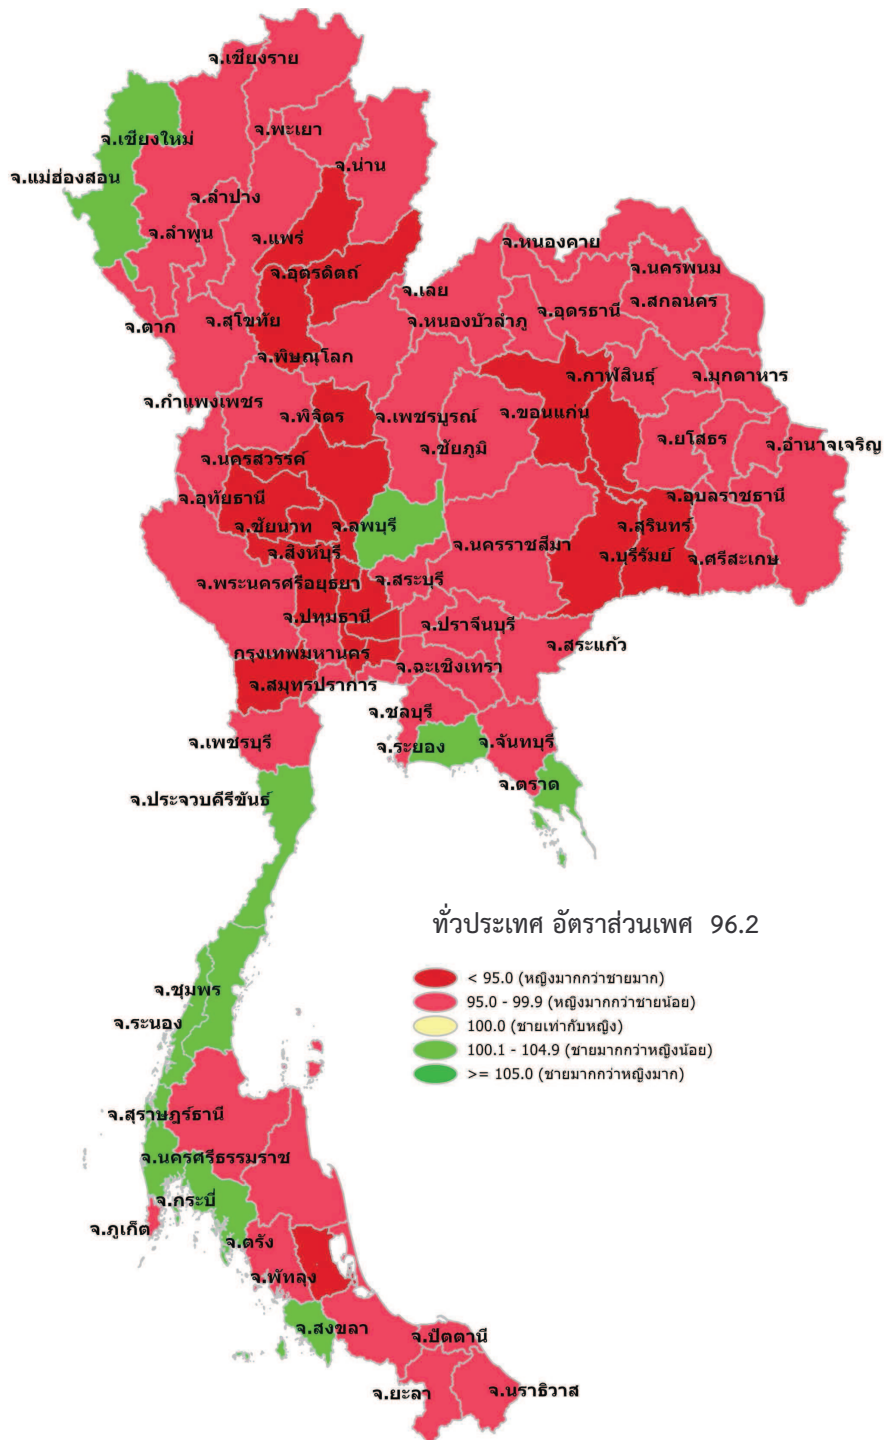 จ.เชียงราย
จ.พะเยา
จ.เชียงใหม่
จ.น่าน
จ.แม่ฮ่องสอน
จ.ลำปาง
จ.ลำพูน
จ.แพร่
จ.หนองคาย
จ.นครพนม
จ.อุตรดิตถ์
จ.เลย
จ.สกลนคร
จ.อุดรธานี
จ.ตาก
จ.สุโขทัย
จ.หนองบัวลำภู
จ.พิษณุโลก
จ.กาฬสินธุ์
จ.มุกดาหาร
จ.กำแพงเพชร
จ.พิจิตร
จ.เพชรบูรณ์
จ.ขอนแก่น
จ.ยโสธร
จ.อำนาจเจริญ
จ.ชัยภูมิ
จ.นครสวรรค์
จ.อุทัยธานี
จ.อุบลราชธานี
จ.ชัยนาท
จ.ลพบุรี
จ.สุรินทร์
จ.นครราชสีมา
จ.สิงห์บุรี
จ.บุรีรัมย์
จ.ศรีสะเกษ
จ.พระนครศรีอยุธยา
จ.สระบุรี
จ.ปทุมธานี
จ.ปราจีนบุรี
จ.สระแก้ว
กรุงเทพมหานคร
จ.ฉะเชิงเทรา
จ.สมุทรปราการ
จ.ชลบุรี
จ.เพชรบุรี
จ.ระยอง
จ.จันทบุรี
จ.ตราด
จ.ประจวบคีรีขันธ์
ทั่วประเทศ อัตราส่วนเพศ 96.2
< 95.0 (หญิงมากกว่าชายมาก)
95.0 - 99.9 (หญิงมากกว่าชายน้อย)
100.0 (ชายเท่ากับหญิง)
100.1 - 104.9 (ชายมากกว่าหญิงน้อย)
>= 105.0 (ชายมากกว่าหญิงมาก)
จ.ชุมพร
จ.ระนอง
จ.สุราษฎร์ธานี
จ.นครศรีธรรมราช
จ.กระบี่
จ.ภูเก็ต
จ.ตรัง
จ.พัทลุง
จ.สงขลา
จ.ปัตตานี
จ.ยะลา
จ.นราธิวาส